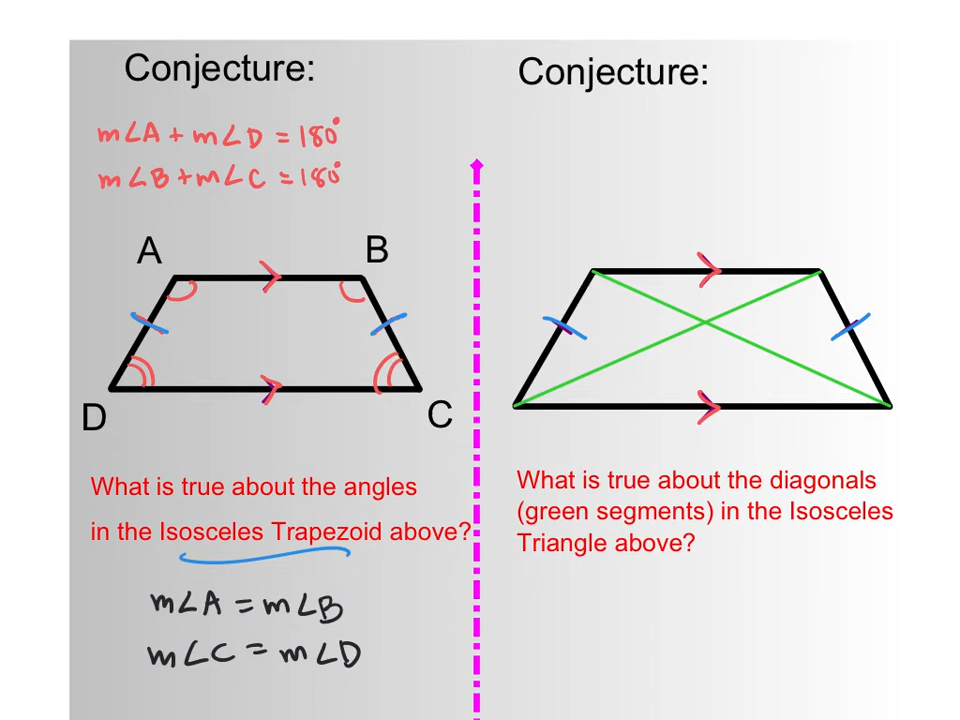 Conjecture:
m∠A + m∠D = 180°
m∠B + m∠C = 180°
A
B
D
C
What is true about the angles
in the Isosceles Trapezoid above?
m∠A = m∠B
m∠C = m∠D
Conjecture:
What is true about the diagonals
(green segments) in the Isosceles
Triangle above?